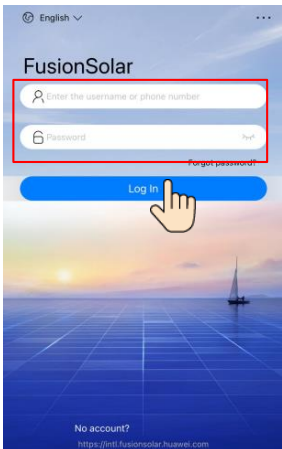 English
FusionSolar
Enter the username or phone number
Password
Forgot password?
Log In
No account?
https://intl.fusionsolar.huawei.com